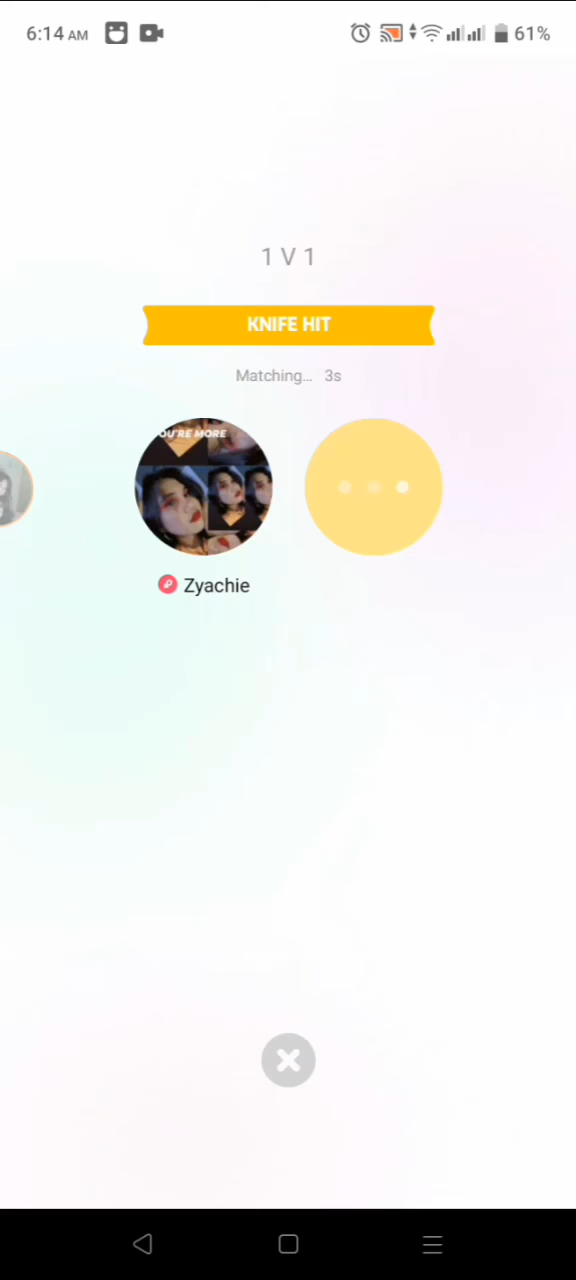 6:14 AM
61%
1 V 1
KNIFE HIT
Matching... 3s
OU'RE MORE
Zyachie